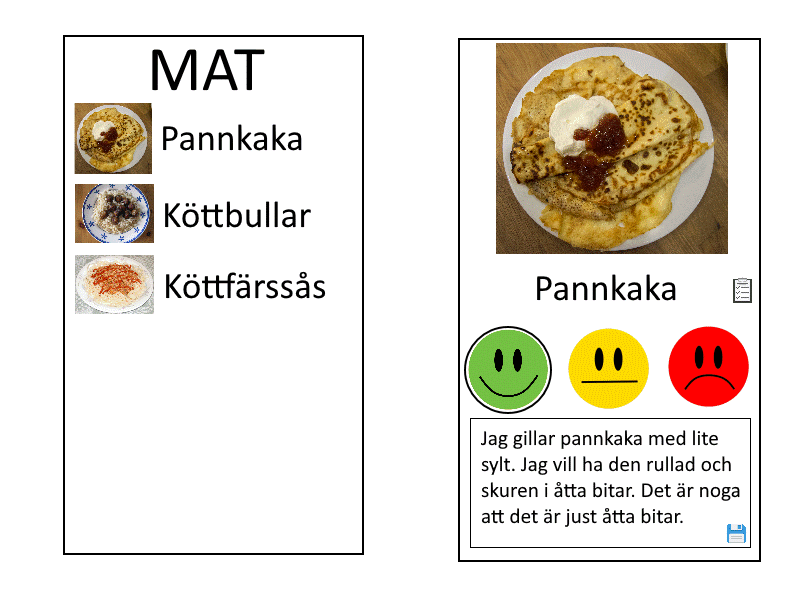 MAT
Pannkaka
Köttbullar
Köttfärssås
Pannkaka
Jag gillar pannkaka med lite
sylt. Jag vill ha den rullad och
skuren i åtta bitar. Det är noga
att det är just åtta bitar.